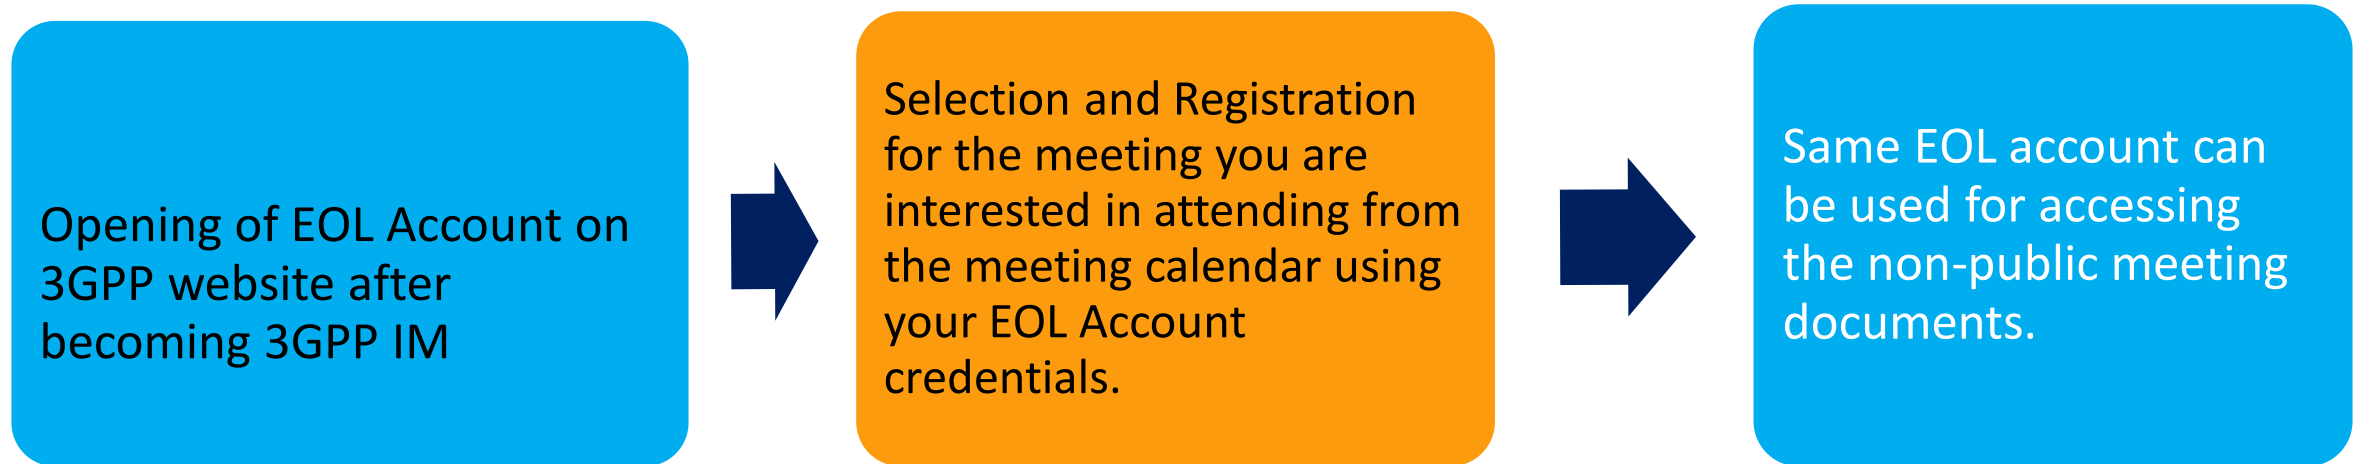 Opening of EOL Account on
3GPP website after
becoming 3GPP IM
Selection and Registration
for the meeting you are
interested in attending from
the meeting calendar using
your EOL Account
credentials.
Same EOL account can
be used for accessing
the non-public meeting
documents.